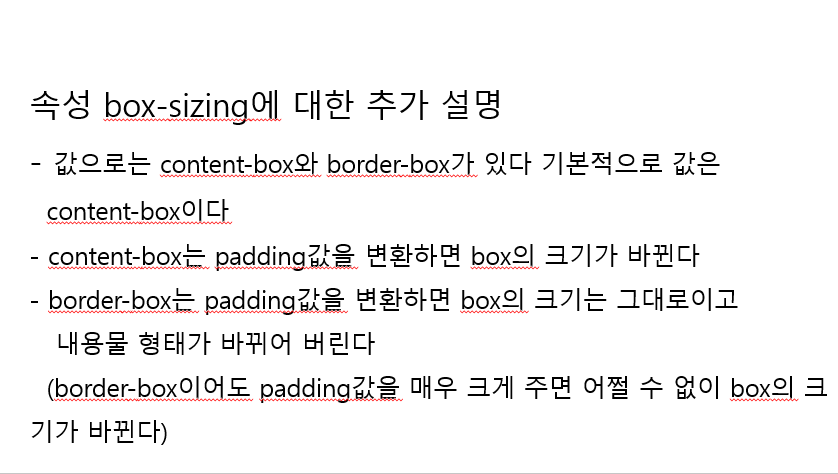 속성 box-sizing에 대한 추가 설명
- 값으로는 content-box와 border-box가 있다 기본적으로 값은
content-box이다
- content-box는 padding값을 변환하면 box의 크기가 바뀐다
- border-box는 padding값을 변환하면 box의 크기는 그대로이고
내용물 형태가 바뀌어 버린다
(border-box이어도 padding값을 매우 크게 주면 어쩔 수 없이 box의 크
기가 바뀐다)